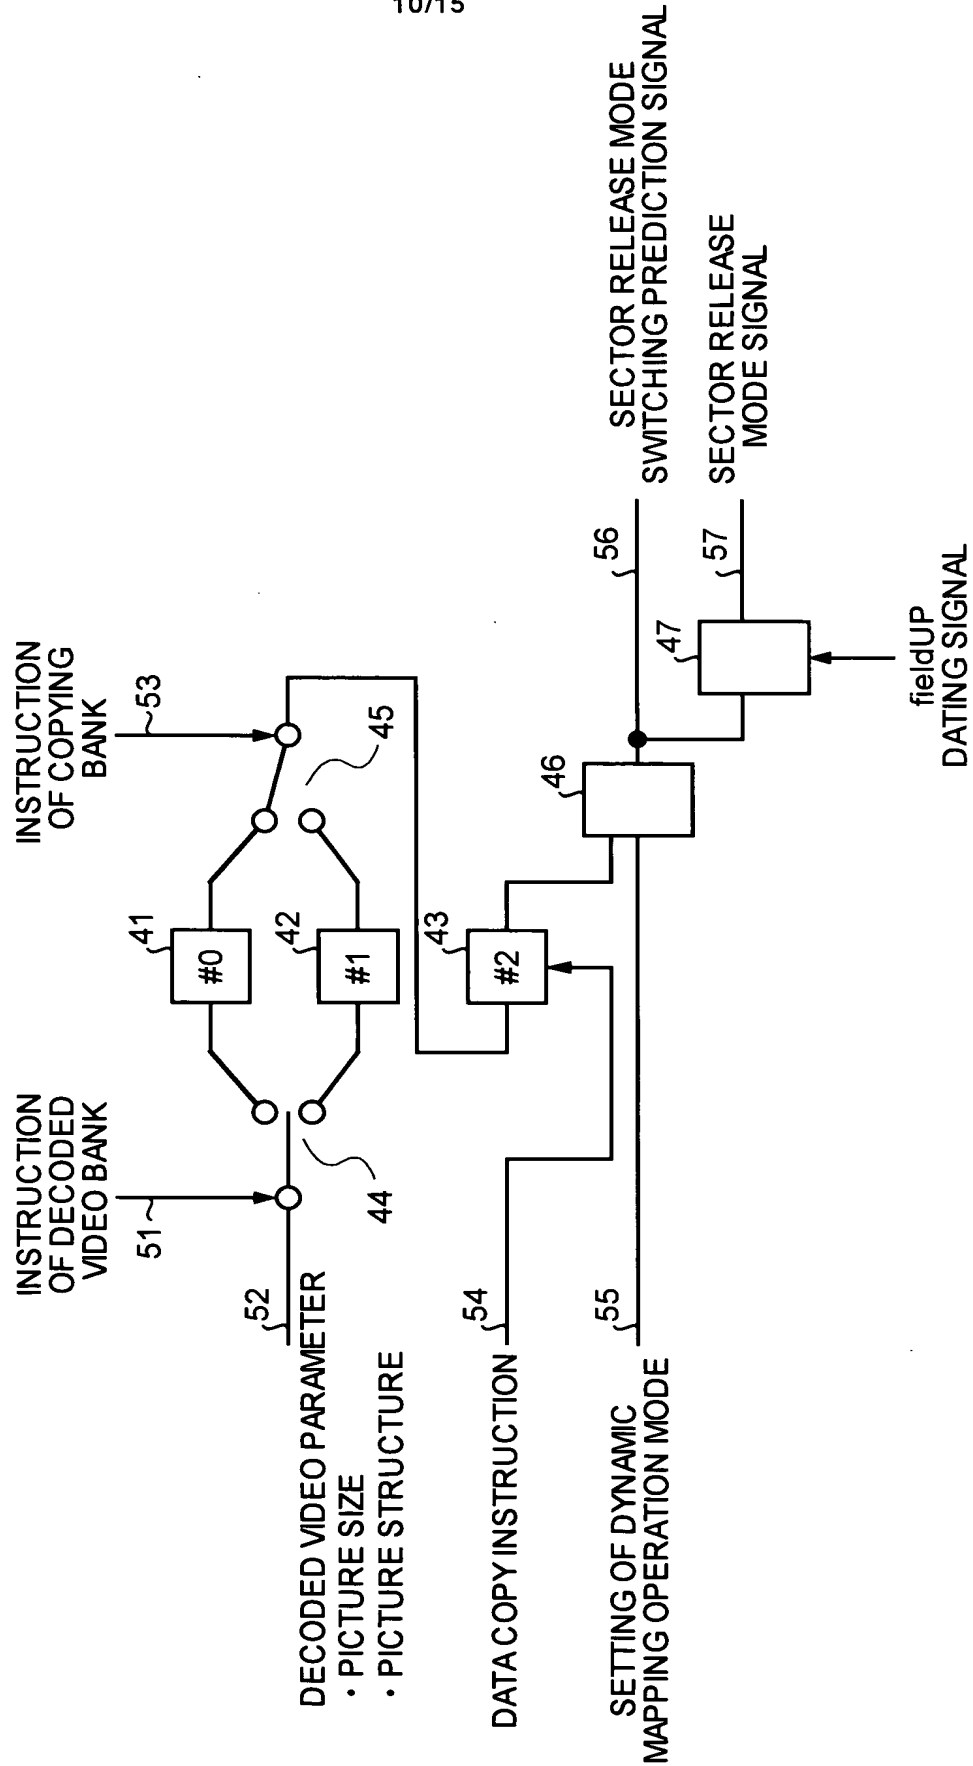 10/15
INSTRUCTION
OF DECODED
VIDEO BANK
51
INSTRUCTION
OF COPYING
BANK
53
52
DECODED VIDEO PARAMETER
· PICTURE SIZE
· PICTURE STRUCTURE
44
41
#0
42
#1
45
54
DATA COPY INSTRUCTION
43
#2
55
SETTING OF DYNAMIC
MAPPING OPERATION MODE
46
56
SECTOR RELEASE MODE
SWITCHING PREDICTION SIGNAL
47
57
SECTOR RELEASE
MODE SIGNAL
fieldUP
DATING SIGNAL